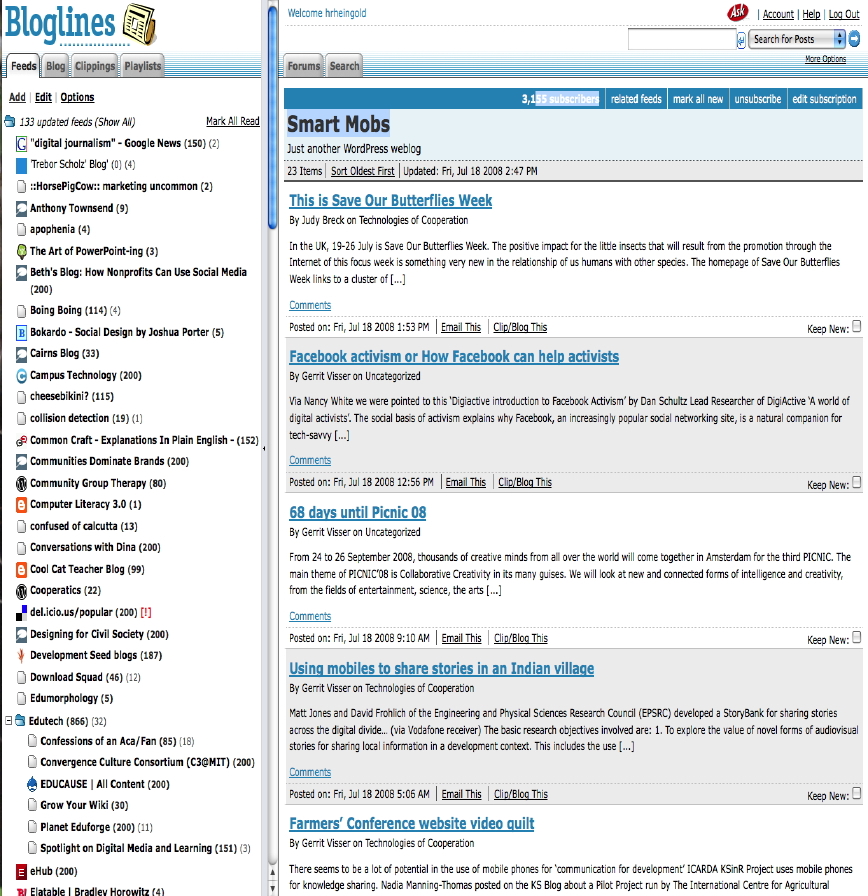 Bloglines
Feeds Blog Clippings Playlists
Add | Edit | Options
133 updated feeds (Show All) Mark All Read
"digital journalism" - Google News (150) (2)
'Trebor Scholz' Blog' (0) (4)
::HorsePigCow:: marketing uncommon (2)
Anthony Townsend (9)
apophenia (4)
The Art of PowerPoint-ing (3)
Beth's Blog: How Nonprofits Can Use Social Media
(200)
Boing Boing (114) (4)
Bokardo - Social Design by Joshua Porter (5)
Cairns Blog (33)
Campus Technology (200)
cheesebikini? (115)
collision detection (19) (1)
Common Craft - Explanations In Plain English - (152)
Communities Dominate Brands (200)
Community Group Therapy (80)
Computer Literacy 3.0 (1)
confused of calcutta (13)
Conversations with Dina (200)
Cool Cat Teacher Blog (99)
Cooperatics (22)
del.icio.us/popular (200) [!]
Designing for Civil Society (200)
Development Seed blogs (187)
Download Squad (46) (12)
Edumorphology (5)
Edutech (866) (32)
Confessions of an Aca/Fan (85) (18)
Convergence Culture Consortium (C3@MIT) (200)
EDUCAUSE | All Content (200)
Grow Your Wiki (30)
Planet Eduforge (200) (11)
Spotlight on Digital Media and Learning (151) (3)
eHub (200)
Elatable | Bradley Horowitz (4)
Welcome hrheingold
Ask | Account | Help | Log Out
Search for Posts
More Options
Forums Search
3,155 subscribers related feeds mark all new unsubscribe edit subscription
Smart Mobs
Just another WordPress weblog
23 Items | Sort Oldest First | Updated: Fri, Jul 18 2008 2:47 PM
This is Save Our Butterflies Week
By Judy Breck on Technologies of Cooperation
In the UK, 19-26 July is Save Our Butterflies Week. The positive impact for the little insects that will result from the promotion through the
Internet of this focus week is something very new in the relationship of us humans with other species. The homepage of Save Our Butterflies
Week links to a cluster of [...]
Comments
Posted on: Fri, Jul 18 2008 1:53 PM | Email This | Clip/Blog This Keep New:
Facebook activism or How Facebook can help activists
By Gerrit Visser on Uncategorized
Via Nancy White we were pointed to this 'Digiactive introduction to Facebook Activism' by Dan Schultz Lead Researcher of DigiActive 'A world of
digital activists'. The social basis of activism explains why Facebook, an increasingly popular social networking site, is a natural companion for
tech-savvy [...]
Comments
Posted on: Fri, Jul 18 2008 12:56 PM | Email This | Clip/Blog This Keep New:
68 days until Picnic 08
By Gerrit Visser on Uncategorized
From 24 to 26 September 2008, thousands of creative minds from all over the world will come together in Amsterdam for the third PICNIC. The
main theme of PICNIC'08 is Collaborative Creativity in its many guises. We will look at new and connected forms of intelligence and creativity,
from the fields of entertainment, science, the arts [...]
Comments
Posted on: Fri, Jul 18 2008 9:10 AM | Email This | Clip/Blog This Keep New:
Using mobiles to share stories in an Indian village
By Gerrit Visser on Technologies of Cooperation
Matt Jones and David Frohlich of the Engineering and Physical Sciences Research Council (EPSRC) developed a StoryBank for sharing stories
across the digital divide... (via Vodafone receiver) The basic research objectives involved are: 1. To explore the value of novel forms of audiovisual
stories for sharing local information in a development context. This includes the use [...]
Comments
Posted on: Fri, Jul 18 2008 5:06 AM | Email This | Clip/Blog This Keep New:
Farmers' Conference website video quilt
By Gerrit Visser on Technologies of Cooperation
There seems to be a lot of potential in the use of mobile phones for 'communication for development' ICARDA KSinR Project uses mobile phones
for knowledge sharing. Nadia Manning-Thomas posted on the KS Blog about a Pilot Project run by The International Centre for Agricultural